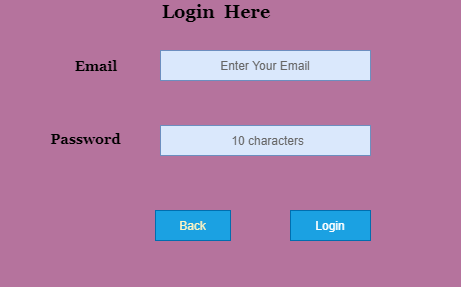 Login Here
Email Enter Your Email
Password 10 characters
Back Login